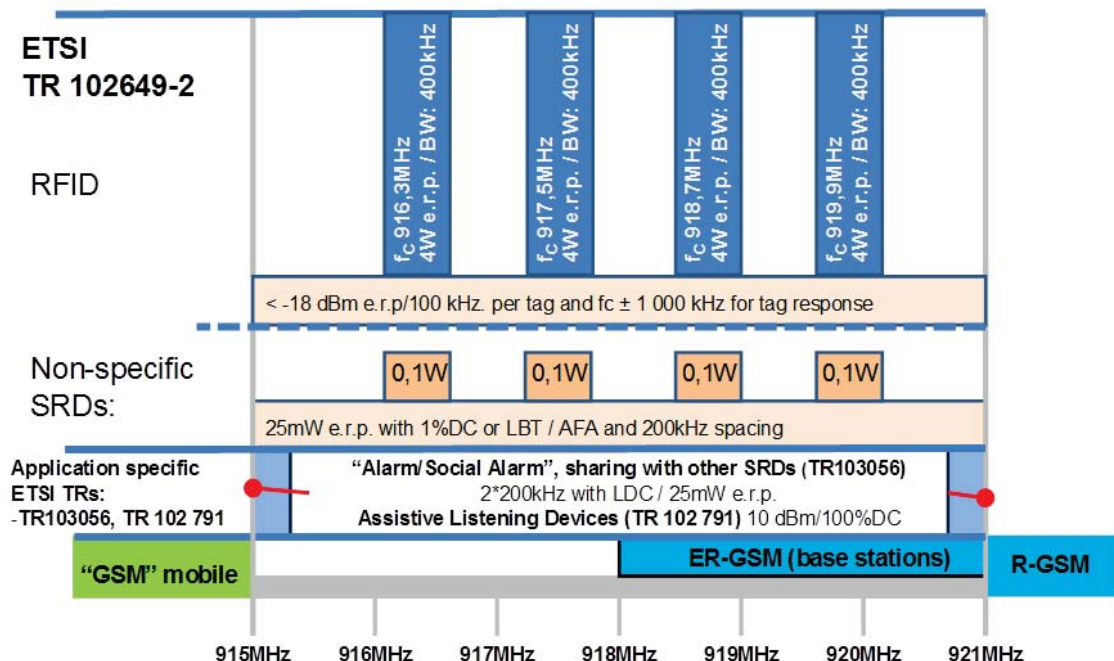 ETSI
TR 102649-2
RFID
fC 916,3MHz
4W e.r.p. / BW: 400kHz
fC 917,5MHz
4W e.r.p. / BW: 400kHz
fC 918,7MHz
4W e.r.p. / BW: 400kHz
fC 919,9MHz
4W e.r.p. / BW: 400kHz
< -18 dBm e.r.p/100 kHz. per tag and fc ± 1 000 kHz for tag response
Non-specific
SRDs:
0,1W
0,1W
0,1W
0,1W
25mW e.r.p. with 1%DC or LBT / AFA and 200kHz spacing
Application specific
ETSI TRs:
-TR103056, TR 102 791
“Alarm/Social Alarm”, sharing with other SRDs (TR103056)
2*200kHz with LDC / 25mW e.r.p.
Assistive Listening Devices (TR 102 791) 10 dBm/100%DC
“GSM” mobile
ER-GSM (base stations)
R-GSM
915MHz
916MHz
917MHz
918MHz
919MHz
920MHz
921MHz